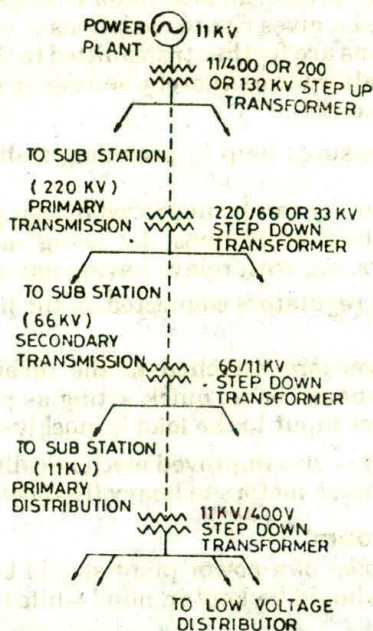 POWER
PLANT
11 KV
11/400 OR 200
OR 132 KV STEP UP
TRANSFORMER
TO SUB STATION
(220 KV)
PRIMARY
TRANSMISSION
220/66 OR 33 KV
STEP DOWN
TRANSFORMER
TO SUB STATION
(66KV)
SECONDARY
TRANSMISSION
66/11KV
STEP DOWN
TRANSFORMER
TO SUB STATION
(11KV)
PRIMARY
DISTRIBUTION
11KV/400V
STEP DOWN
TRANSFORMER
TO LOW VOLTAGE
DISTRIBUTOR